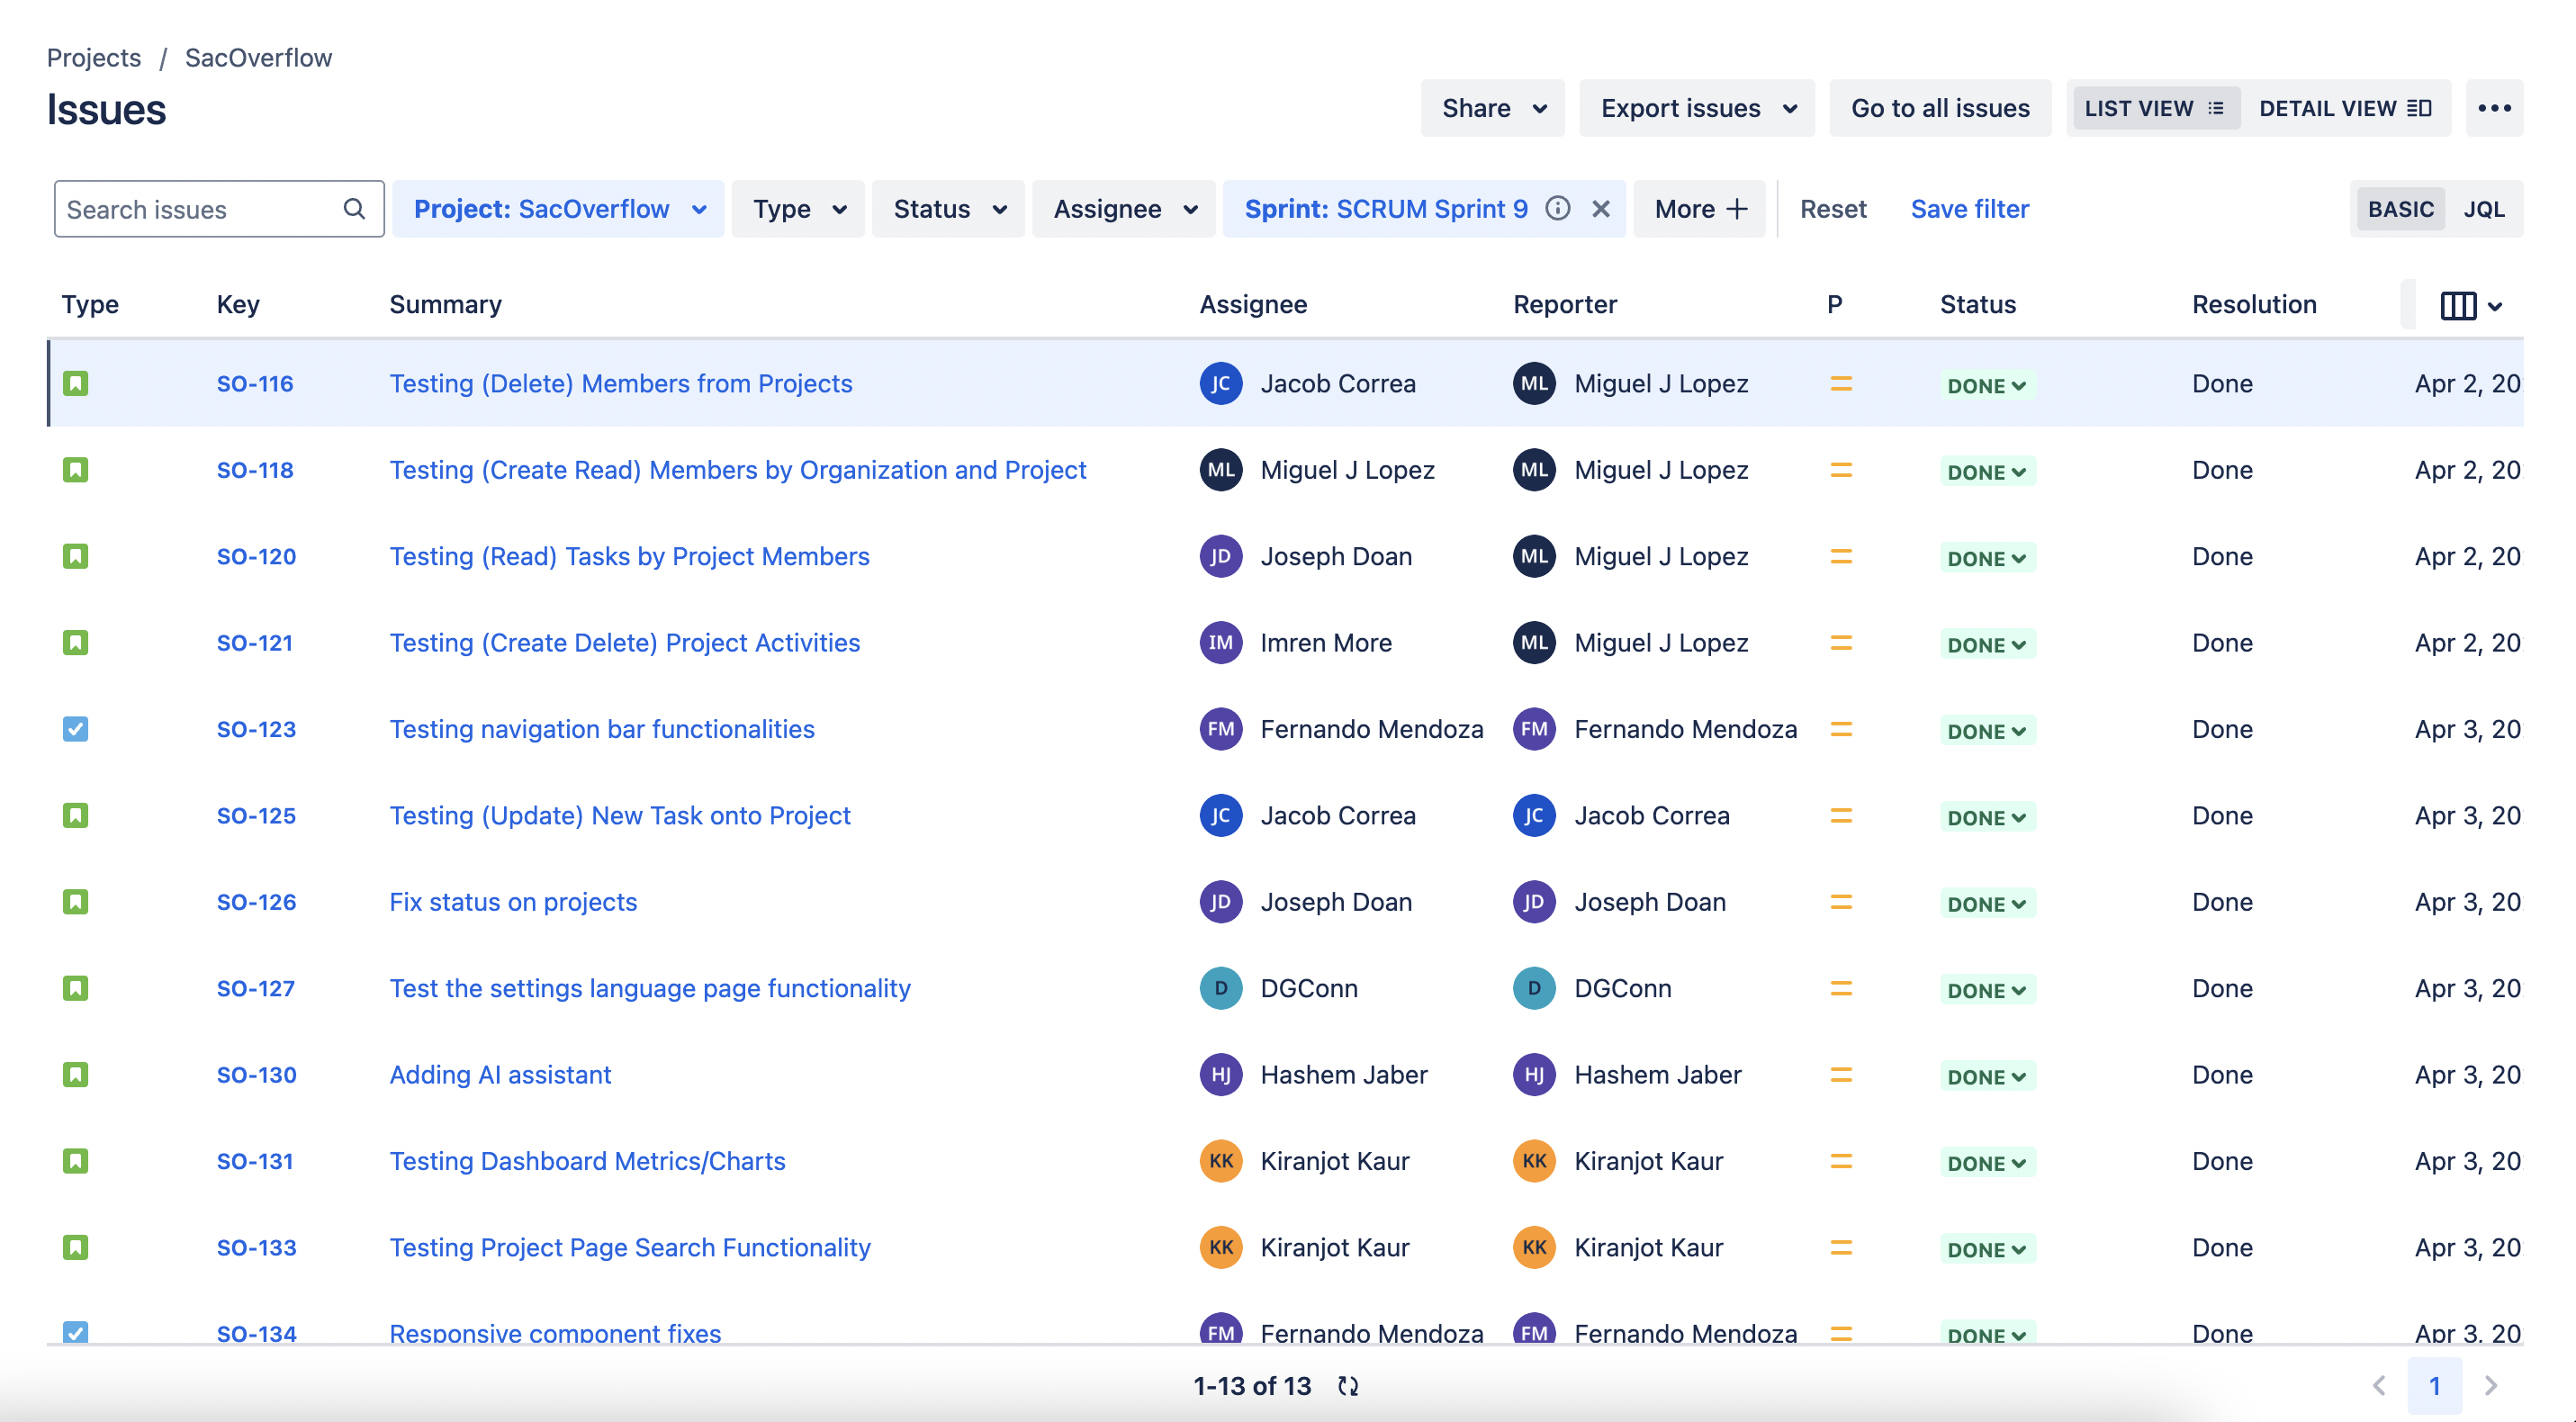 Projects / SacOverflow
Issues
Share Export issues Go to all issues LIST VIEW DETAIL VIEW
Search issues Project: SacOverflow Type Status Assignee Sprint: SCRUM Sprint 9 More Reset Save filter BASIC JQL
Type Key Summary Assignee Reporter P Status Resolution
SO-116 Testing (Delete) Members from Projects JC Jacob Correa ML Miguel J Lopez DONE Done Apr 2, 20
SO-118 Testing (Create Read) Members by Organization and Project ML Miguel J Lopez ML Miguel J Lopez DONE Done Apr 2, 20
SO-120 Testing (Read) Tasks by Project Members JD Joseph Doan ML Miguel J Lopez DONE Done Apr 2, 20
SO-121 Testing (Create Delete) Project Activities IM Imren More ML Miguel J Lopez DONE Done Apr 2, 20
SO-123 Testing navigation bar functionalities FM Fernando Mendoza FM Fernando Mendoza DONE Done Apr 3, 20
SO-125 Testing (Update) New Task onto Project JC Jacob Correa JC Jacob Correa DONE Done Apr 3, 20
SO-126 Fix status on projects JD Joseph Doan JD Joseph Doan DONE Done Apr 3, 20
SO-127 Test the settings language page functionality D DGConn D DGConn DONE Done Apr 3, 20
SO-130 Adding AI assistant HJ Hashem Jaber HJ Hashem Jaber DONE Done Apr 3, 20
SO-131 Testing Dashboard Metrics/Charts KK Kiranjot Kaur KK Kiranjot Kaur DONE Done Apr 3, 20
SO-133 Testing Project Page Search Functionality KK Kiranjot Kaur KK Kiranjot Kaur DONE Done Apr 3, 20
SO-134 Responsive component fixes FM Fernando Mendoza FM Fernando Mendoza DONE Done Apr 3, 20
1-13 of 13 1